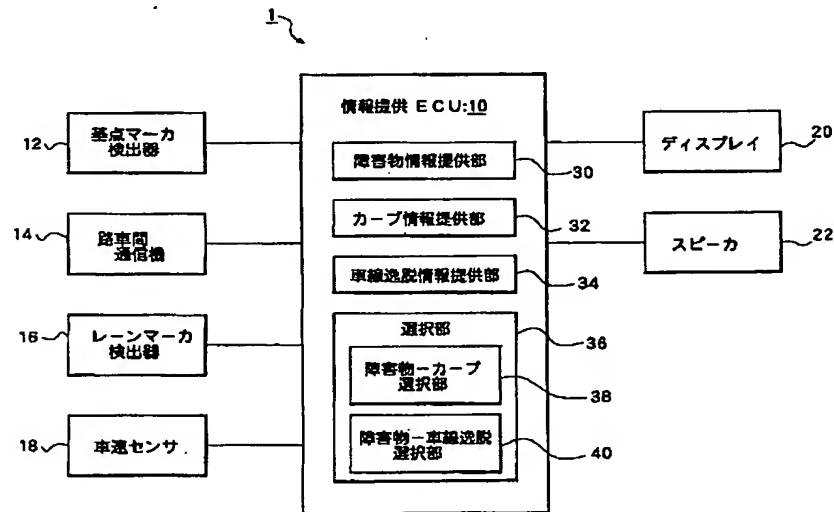 1
情報提供 ECU:10
基点マーカ
検出器
12
路車間
通信機
14
レーンマーカ
検出器
16
車速センサ
18
障害物情報提供部
30
カーブ情報提供部
32
車線逸脱情報提供部
34
選択部
36
障害物ーカーブ
選択部
38
障害物ー車線逸脱
選択部
40
ディスプレイ
20
スピーカ
22